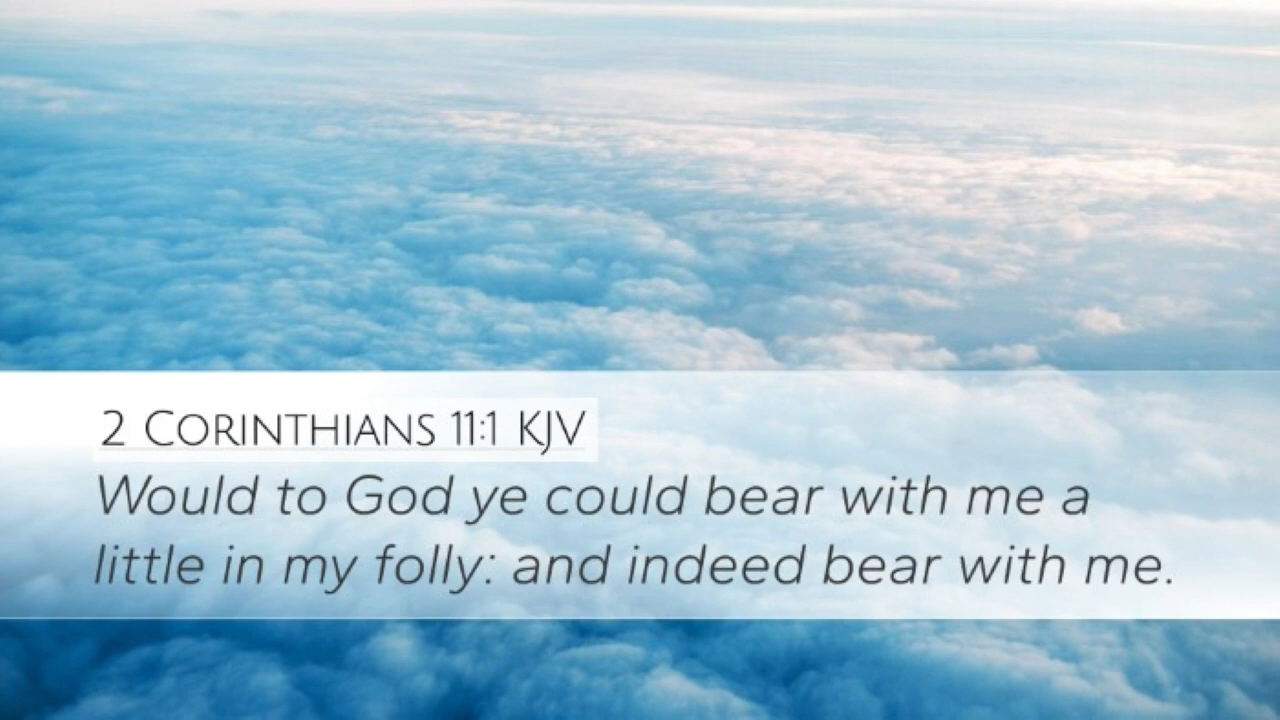 2 Corinthians 11:1 KJV
Would to God ye could bear with me a
little in my folly: and indeed bear with me.